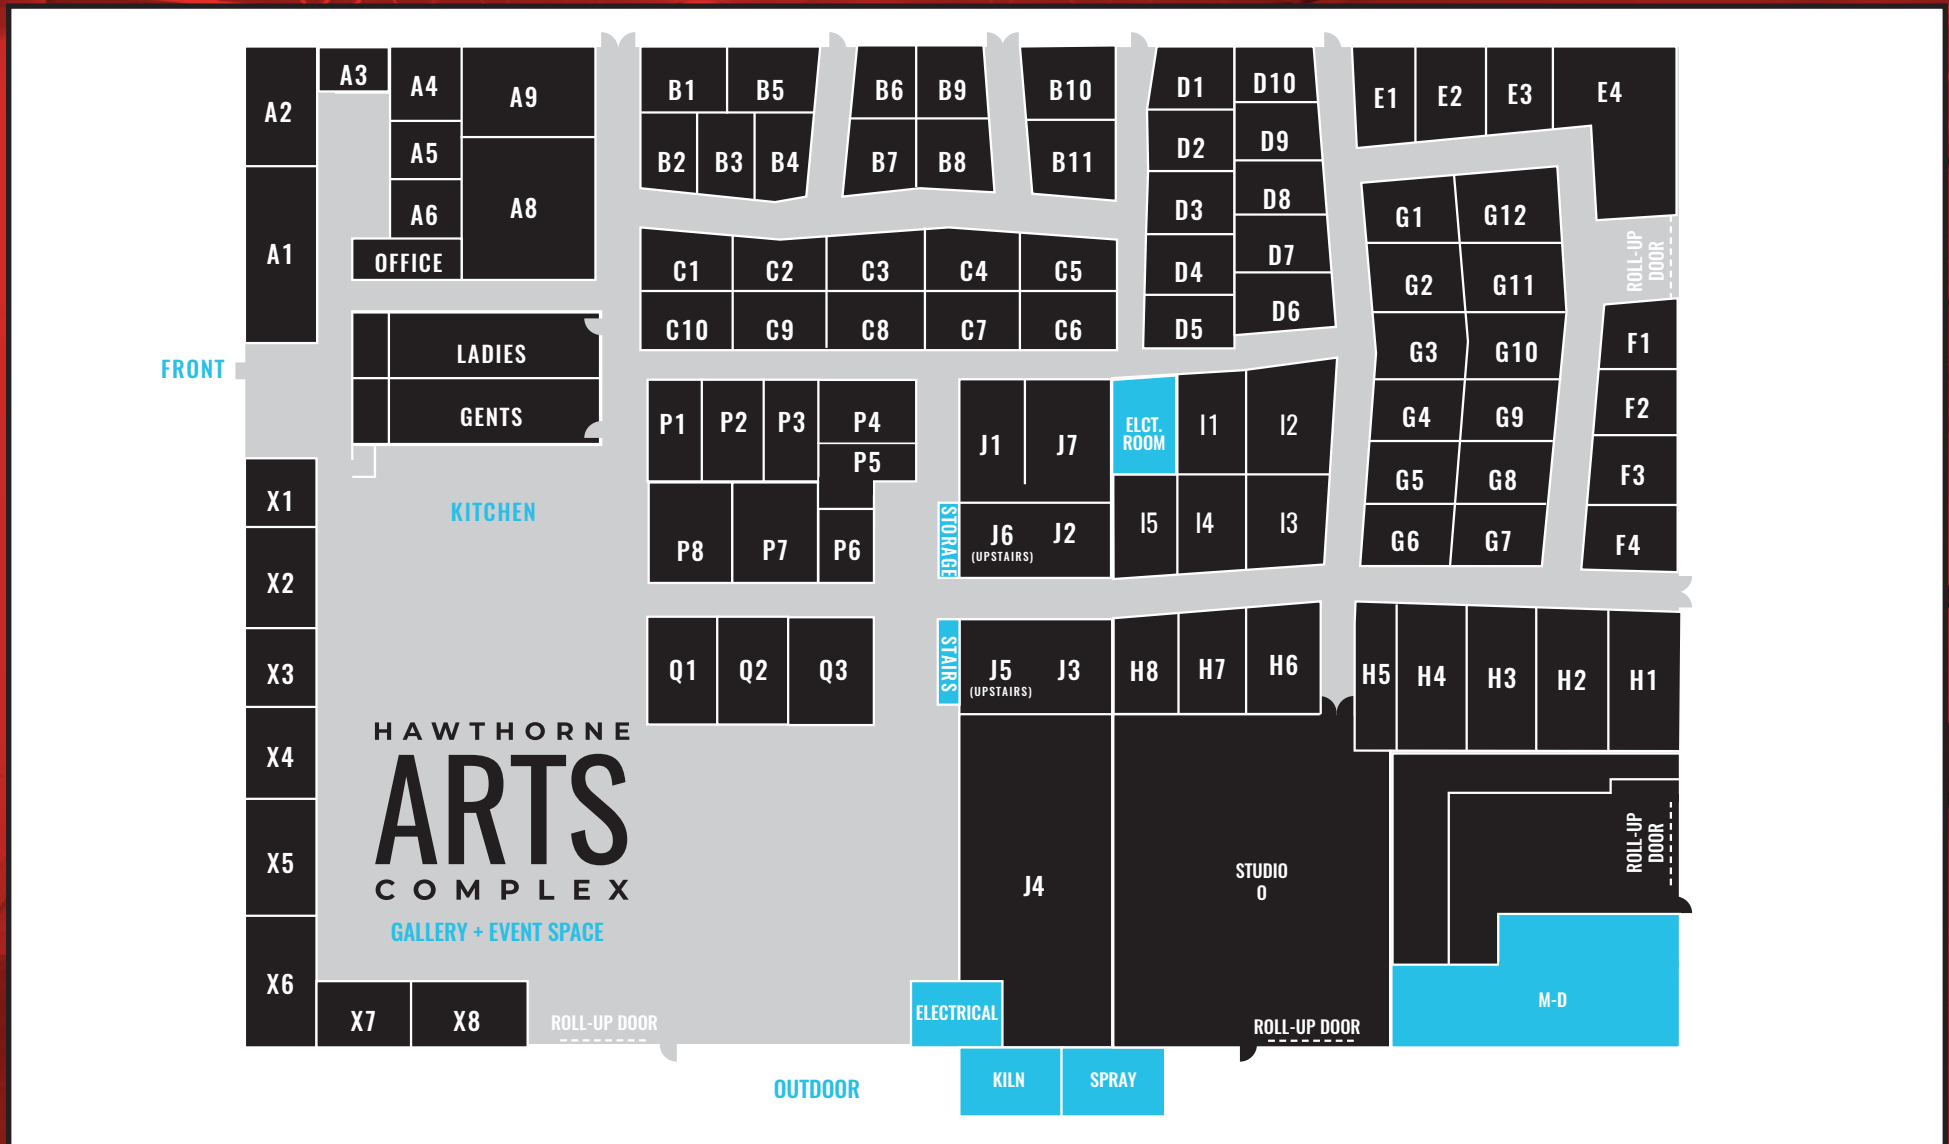 A3
A4
A9
A2
A5
A6
A8
A1
OFFICE
B1
B5
B6
B9
B10
B2
B3
B4
B7
B8
B11
D1
D10
D2
D9
D3
D8
D4
D7
D5
D6
E1
E2
E3
E4
C1
C2
C3
C4
C5
C10
C9
C8
C7
C6
G1
G12
G2
G11
G3
G10
G4
G9
G5
G8
G6
G7
ROLL-UP
DOOR
F1
F2
F3
F4
FRONT
LADIES
GENTS
KITCHEN
P1
P2
P3
P4
P5
P8
P7
P6
J1
J7
STORAGE
J6
(UPSTAIRS)
J2
ELCT.
ROOM
I1
I2
I5
I4
I3
X1
X2
X3
X4
X5
X6
X7
X8
Q1
Q2
Q3
STAIRS
J5
(UPSTAIRS)
J3
H8
H7
H6
H5
H4
H3
H2
H1
HAWTHORNE
ARTS
COMPLEX
GALLERY + EVENT SPACE
J4
STUDIO
O
ROLL-UP
DOOR
M-D
ROLL-UP DOOR
ELECTRICAL
ROLL-UP DOOR
OUTDOOR
KILN
SPRAY